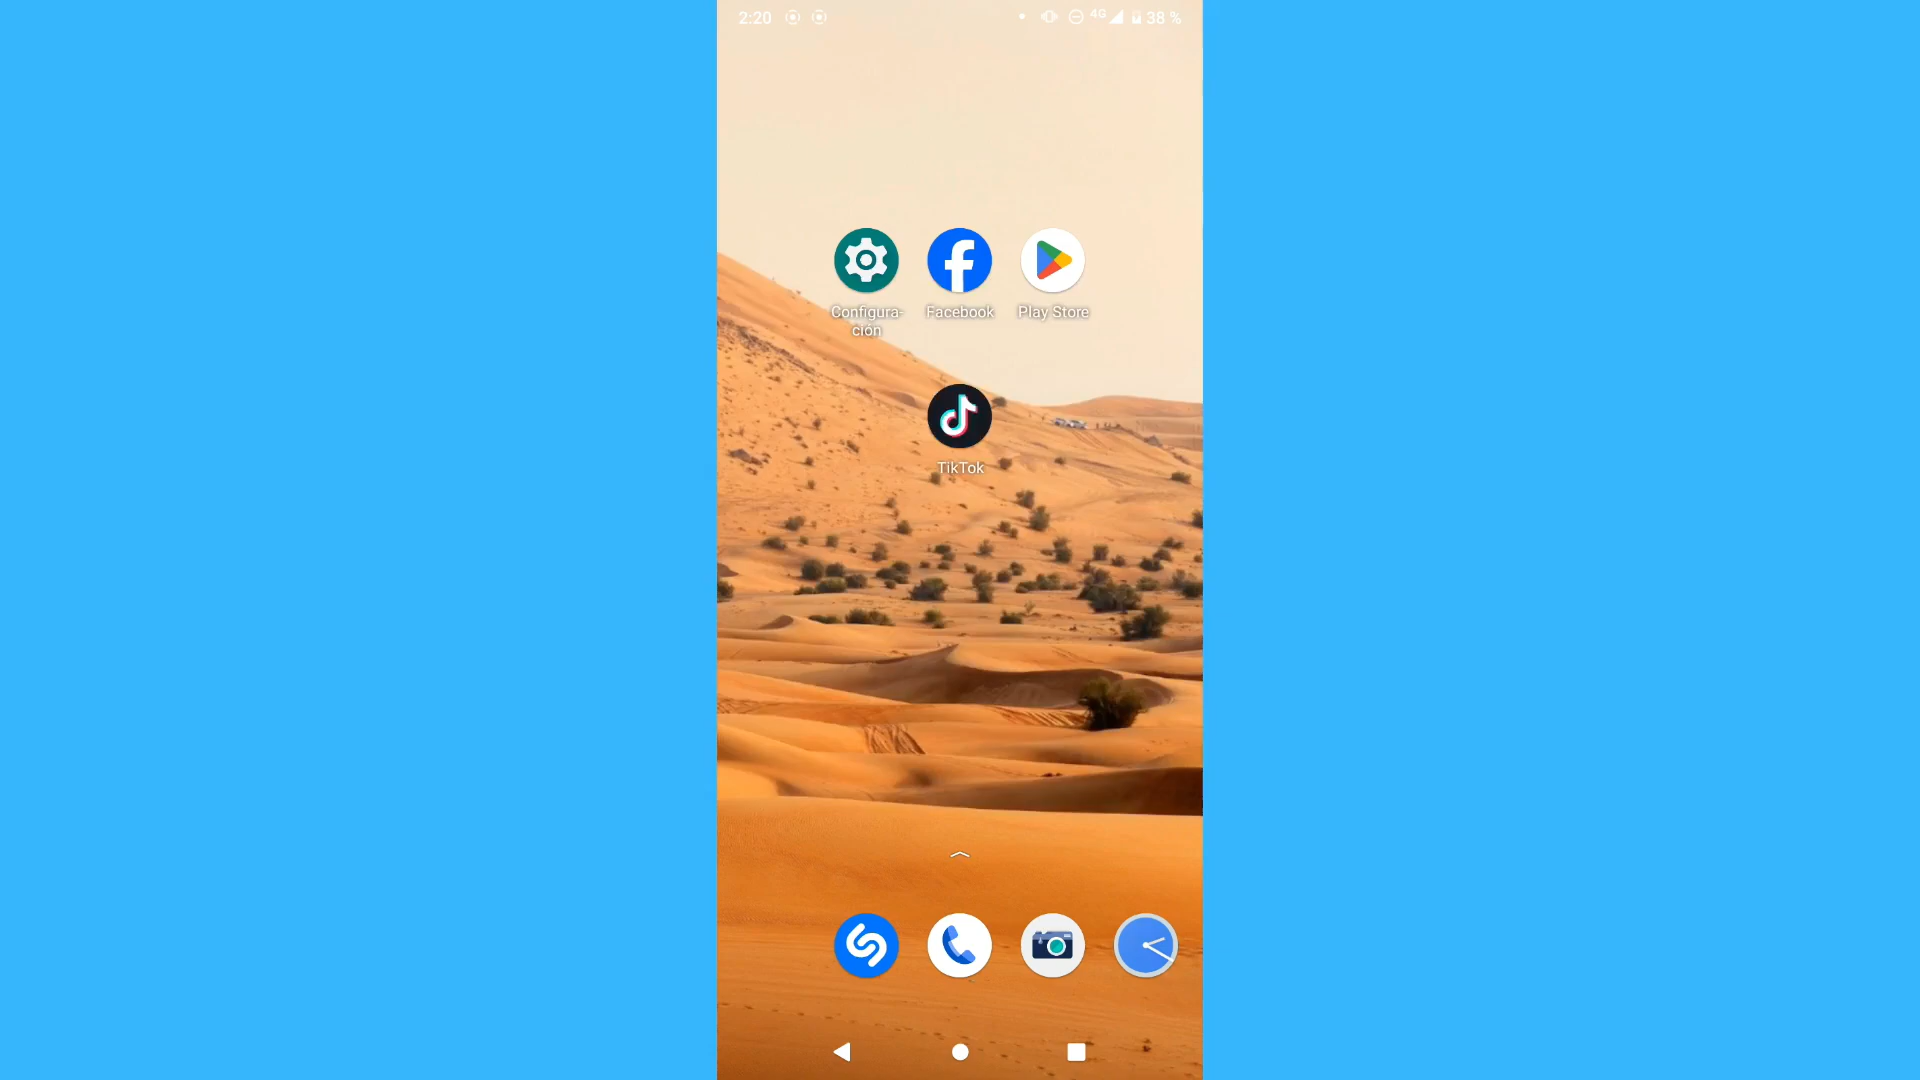 2:20
4G 38 %
Configura-
ción
Facebook
Play Store
TikTok